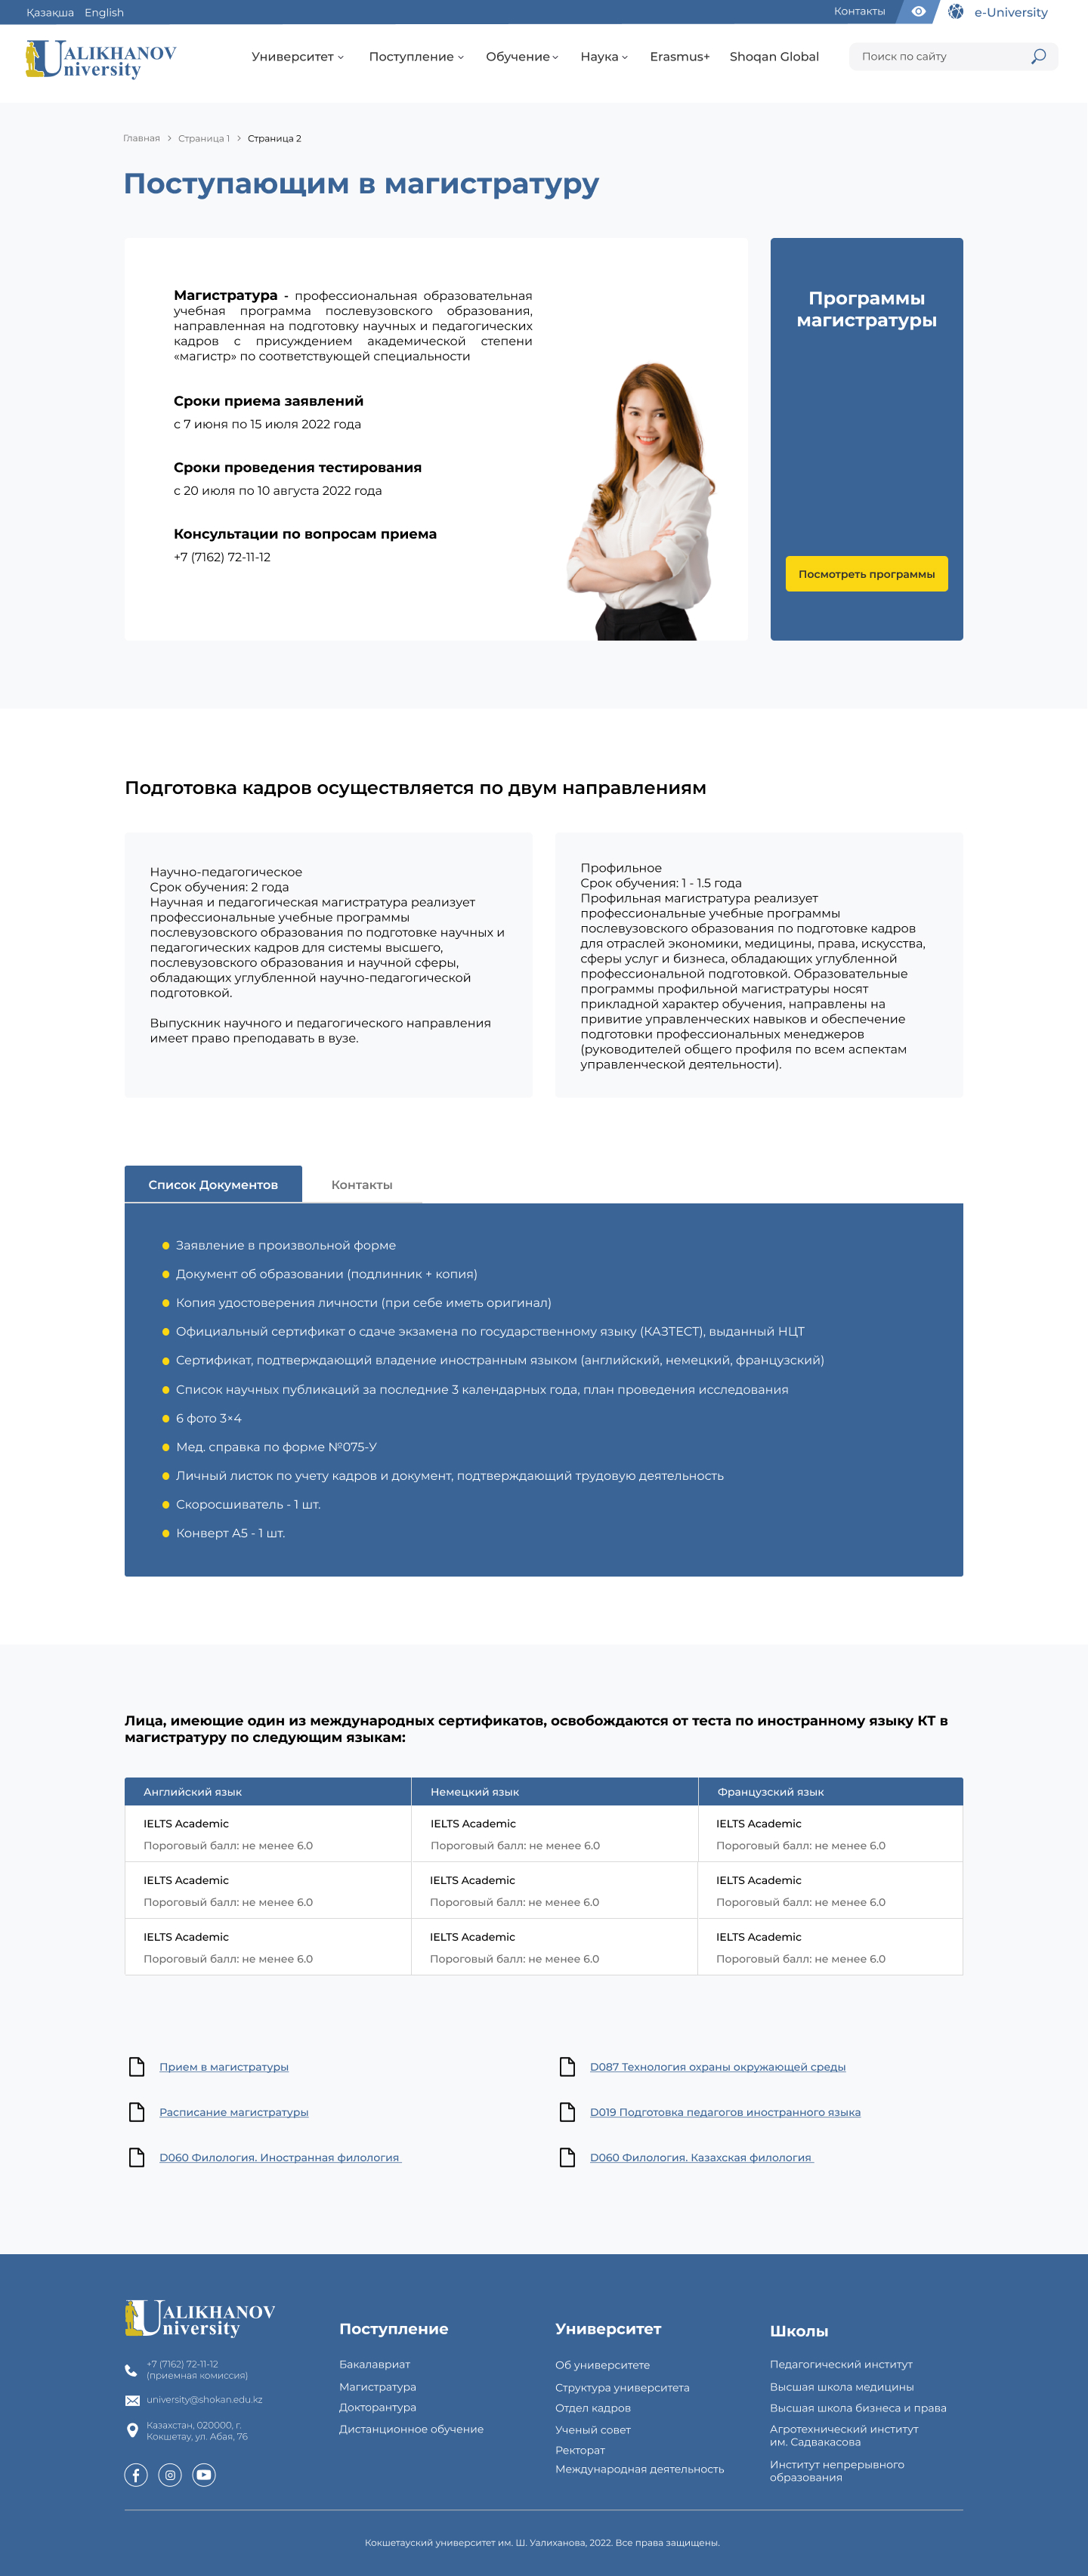 Қазақша English Контакты e-University
UALIKHANOV
University
Университет Поступление Обучение Наука Erasmus+ Shoqan Global Поиск по сайту
Главная Страница 1 Страница 2
Поступающим в магистратуру
Магистратура - профессиональная образовательная
учебная программа послевузовского образования,
направленная на подготовку научных и педагогических
кадров с присуждением академической степени
«магистр» по соответствующей специальности
Сроки приема заявлений
с 7 июня по 15 июля 2022 года
Сроки проведения тестирования
с 20 июля по 10 августа 2022 года
Консультации по вопросам приема
+7 (7162) 72-11-12
Программы
магистратуры
Посмотреть программы
Подготовка кадров осуществляется по двум направлениям
Научно-педагогическое
Срок обучения: 2 года
Научная и педагогическая магистратура реализует
профессиональные учебные программы
послевузовского образования по подготовке научных и
педагогических кадров для системы высшего,
послевузовского образования и научной сферы,
обладающих углубленной научно-педагогической
подготовкой.
Выпускник научного и педагогического направления
имеет право преподавать в вузе.
Профильное
Срок обучения: 1 - 1.5 года
Профильная магистратура реализует
профессиональные учебные программы
послевузовского образования по подготовке кадров
для отраслей экономики, медицины, права, искусства,
сферы услуг и бизнеса, обладающих углубленной
профессиональной подготовкой. Образовательные
программы профильной магистратуры носят
прикладной характер обучения, направлены на
привитие управленческих навыков и обеспечение
подготовки профессиональных менеджеров
(руководителей общего профиля по всем аспектам
управленческой деятельности).
Список Документов Контакты
Заявление в произвольной форме
Документ об образовании (подлинник + копия)
Копия удостоверения личности (при себе иметь оригинал)
Официальный сертификат о сдаче экзамена по государственному языку (КАЗТЕСТ), выданный НЦТ
Сертификат, подтверждающий владение иностранным языком (английский, немецкий, французский)
Список научных публикаций за последние 3 календарных года, план проведения исследования
6 фото 3×4
Мед. справка по форме №075-У
Личный листок по учету кадров и документ, подтверждающий трудовую деятельность
Скоросшиватель - 1 шт.
Конверт А5 - 1 шт.
Лица, имеющие один из международных сертификатов, освобождаются от теста по иностранному языку КТ в
магистратуру по следующим языкам:
Английский язык Немецкий язык Французский язык
IELTS Academic IELTS Academic IELTS Academic
Пороговый балл: не менее 6.0 Пороговый балл: не менее 6.0 Пороговый балл: не менее 6.0
IELTS Academic IELTS Academic IELTS Academic
Пороговый балл: не менее 6.0 Пороговый балл: не менее 6.0 Пороговый балл: не менее 6.0
IELTS Academic IELTS Academic IELTS Academic
Пороговый балл: не менее 6.0 Пороговый балл: не менее 6.0 Пороговый балл: не менее 6.0
Прием в магистратуры D087 Технология охраны окружающей среды
Расписание магистратуры D019 Подготовка педагогов иностранного языка
D060 Филология. Иностранная филология D060 Филология. Казахская филология
UALIKHANOV
University
+7 (7162) 72-11-12
(приемная комиссия)
university@shokan.edu.kz
Казахстан, 020000, г.
Кокшетау, ул. Абая, 76
Поступление
Бакалавриат
Магистратура
Докторантура
Дистанционное обучение
Университет
Об университете
Структура университета
Отдел кадров
Ученый совет
Ректорат
Международная деятельность
Школы
Педагогический институт
Высшая школа медицины
Высшая школа бизнеса и права
Агротехнический институт
им. Садвакасова
Институт непрерывного
образования
Кокшетауский университет им. Ш. Уалиханова, 2022. Все права защищены.